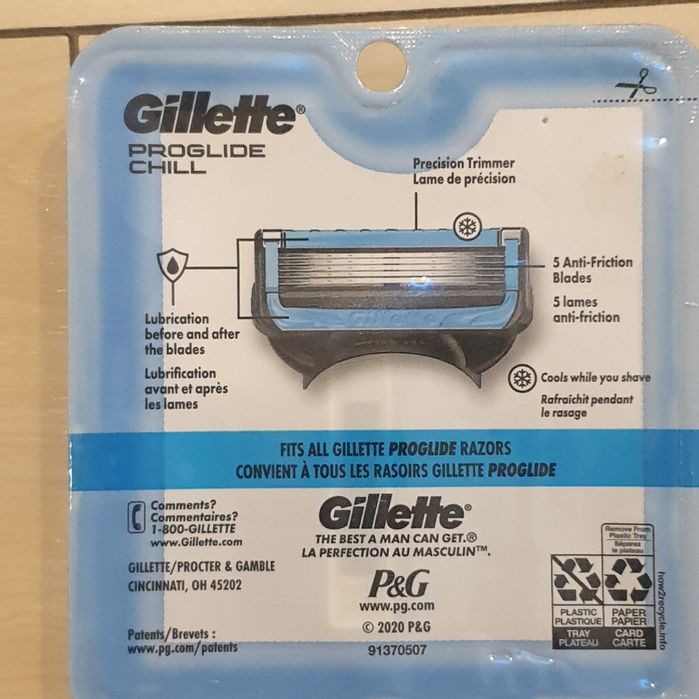 Gillette®
PROGLIDE
CHILL
Precision Trimmer
Lame de précision
5 Anti-Friction
Blades
5 lames
anti-friction
Lubrication
before and after
the blades
Lubrification
avant et après
les lames
Cools while you shave
Rafraîchit pendant
le rasage
FITS ALL GILLETTE PROGLIDE RAZORS
CONVIENT À TOUS LES RASOIRS GILLETTE PROGLIDE
Comments?
Commentaires?
1-800-GILLETTE
www.Gillette.com
GILLETTE/PROCTER & GAMBLE
CINCINNATI, OH 45202
Patents/Brevets :
www.pg.com/patents
Gillette®
THE BEST A MAN CAN GET.®
LA PERFECTION AU MASCULIN™.
P&G
www.pg.com
© 2020 P&G
91370507
Remove From
Plastic Tray
Séparez
le plateau
PLASTIC
PLASTIQUE
TRAY
PLATEAU
PAPER
PAPIER
CARD
CARTE
how2recycle.info